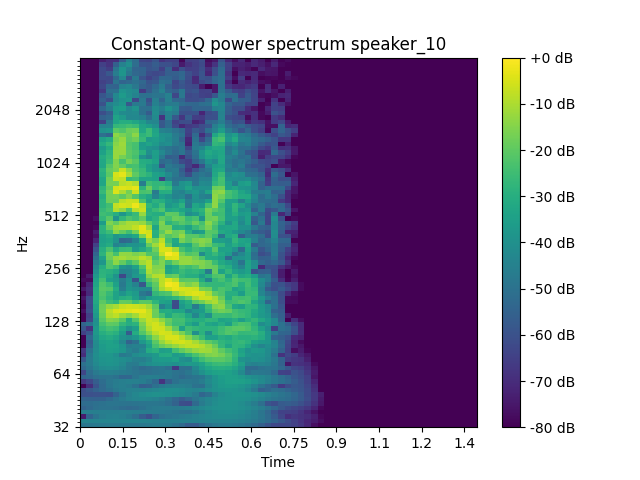 Constant-Q power spectrum speaker_10
Hz
2048
1024
512
256
128
64
32
0 0.15 0.3 0.45 0.6 0.75 0.9 1.1 1.2 1.4
Time
+0 dB
-10 dB
-20 dB
-30 dB
-40 dB
-50 dB
-60 dB
-70 dB
-80 dB